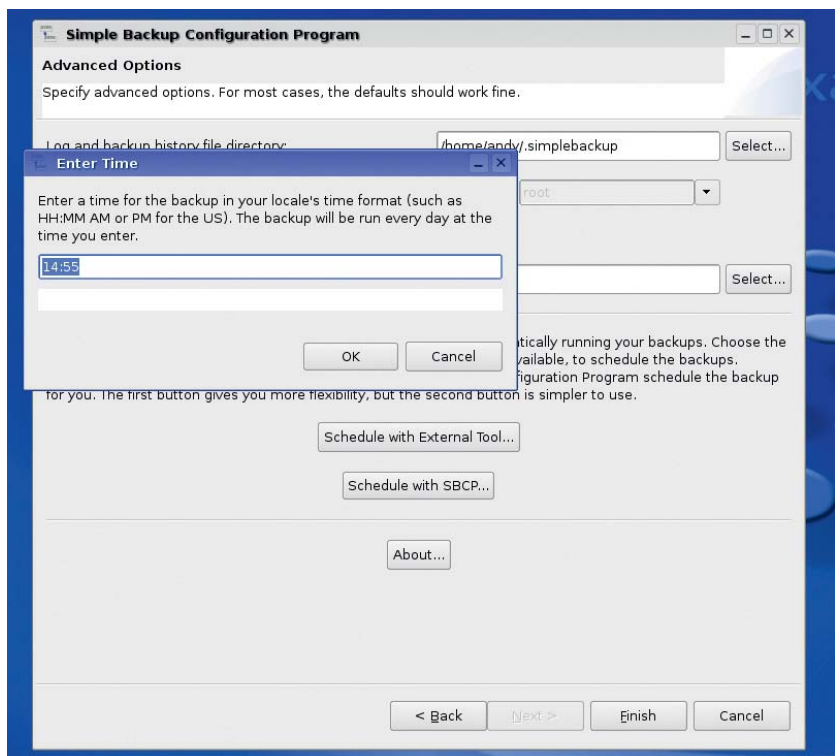 Simple Backup Configuration Program
Advanced Options
Specify advanced options. For most cases, the defaults should work fine.
Log and backup history file directory:
/home/andy/.simplebackup
Select...
Enter Time
Enter a time for the backup in your locale's time format (such as
HH:MM AM or PM for the US). The backup will be run every day at the
time you enter.
14:55
OK
Cancel
root
Select...
running your backups. Choose the
to schedule the backups.
Program schedule the backup
for you. The first button gives you more flexibility, but the second button is simpler to use.
Schedule with External Tool...
Schedule with SBCP...
About...
< Back
Next >
Finish
Cancel